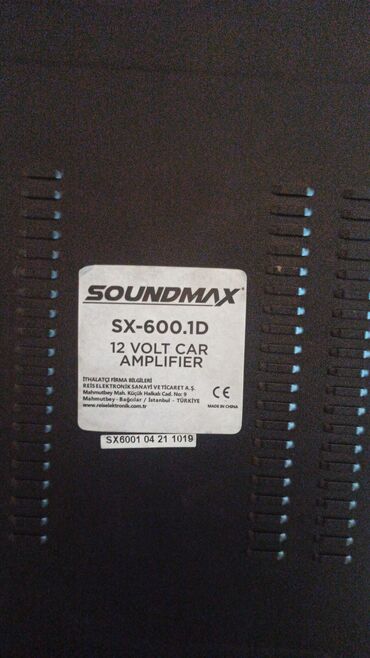 SOUNDMAX
SX-600.1D
12 VOLT CAR
AMPLIFIER
İTHALATÇI FİRMA BİLGİLERİ
REİS ELEKTRONİK SANAYİ VE TİCARET A.Ş.
Mahmutbey Mah. Küçük Halkalı Cad. No: 9
Mahmutbey - Bağcılar / İstanbul - TÜRKİYE
www.reiselektronik.com.tr
CE
MADE IN CHINA
SX6001 04 21 1019